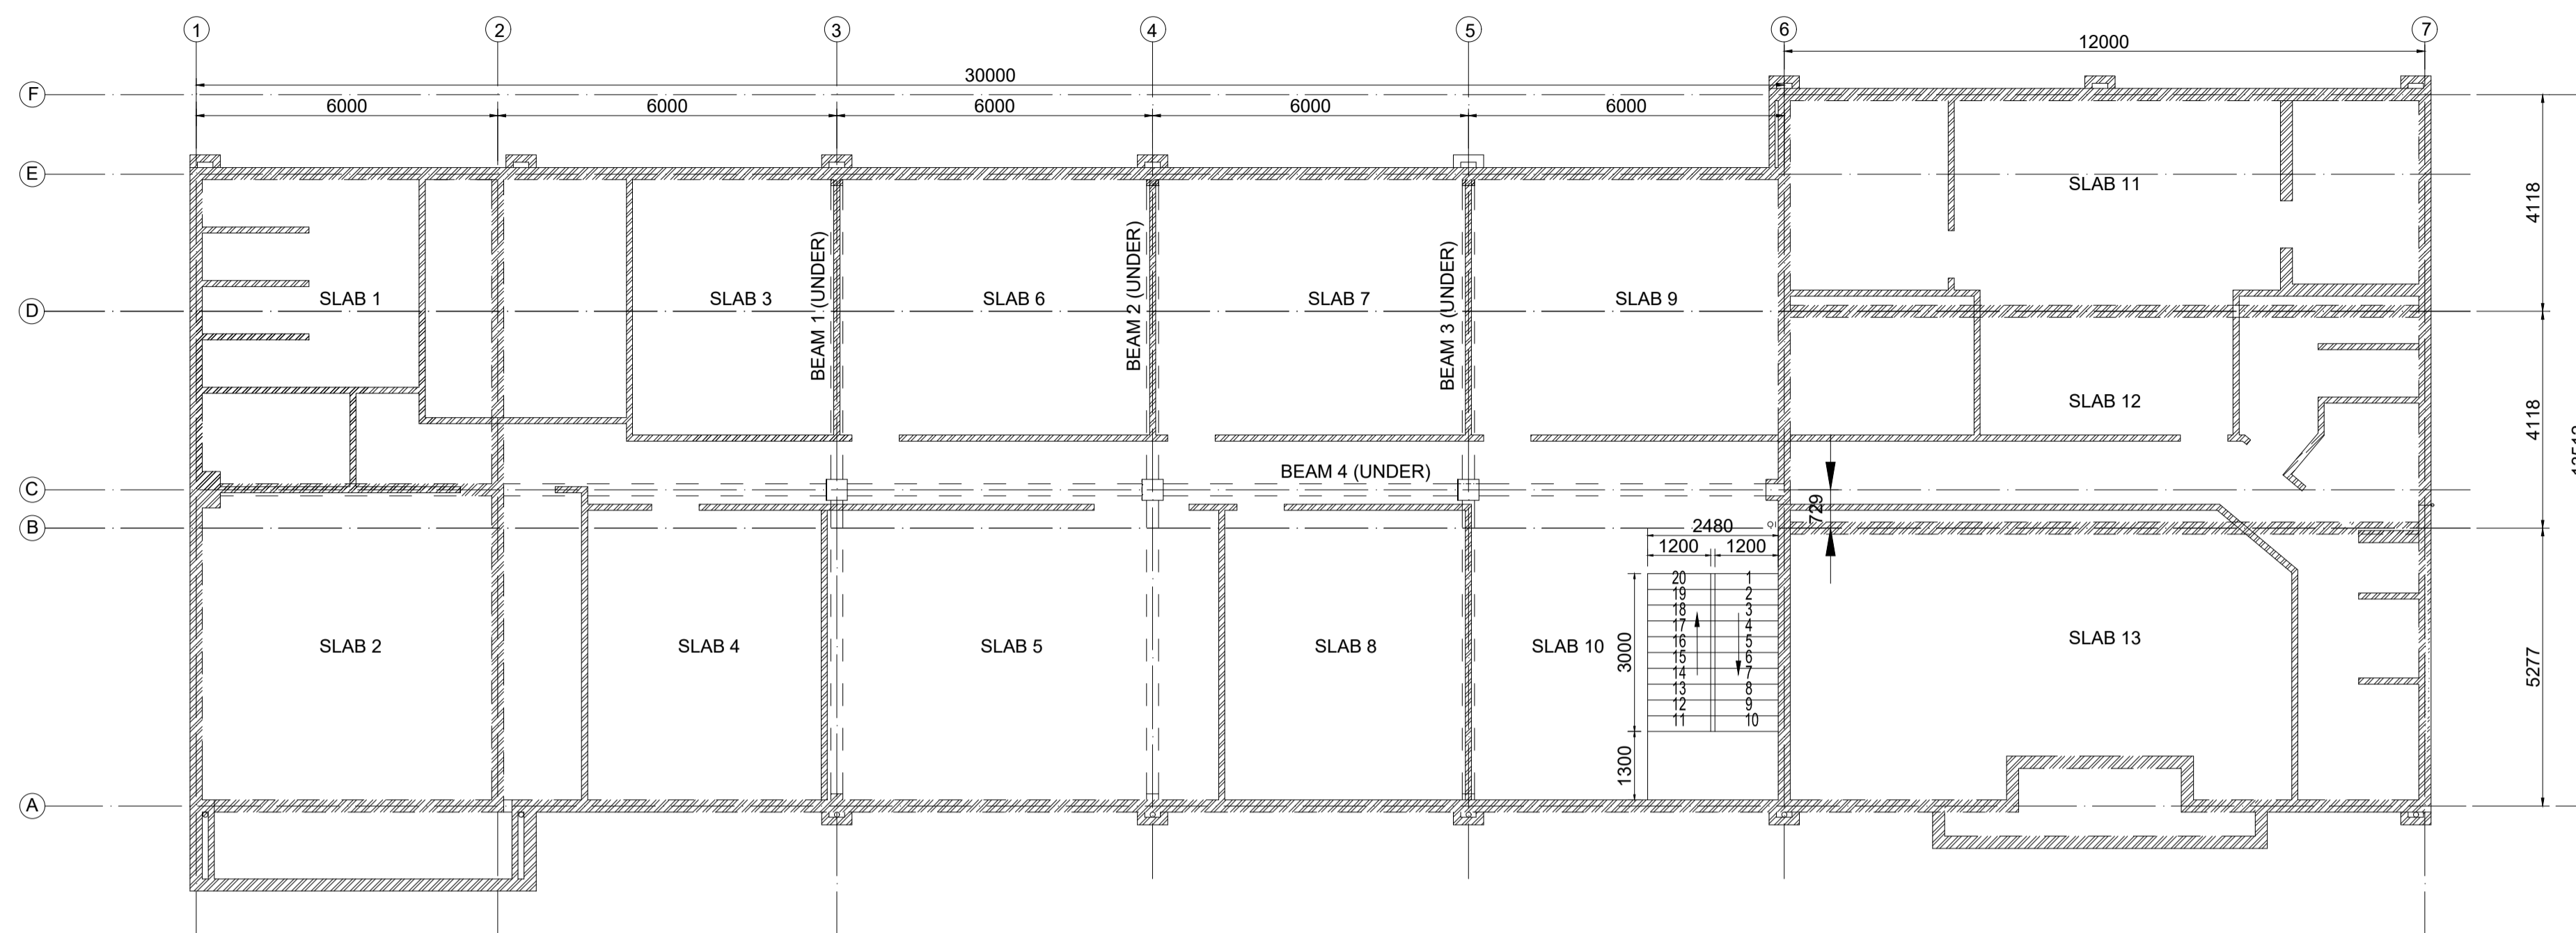 1
2
3
4
5
6
7
12000
30000
F
6000
6000
6000
6000
6000
E
SLAB 11
4118
BEAM 1 (UNDER)
BEAM 2 (UNDER)
BEAM 3 (UNDER)
SLAB 1
SLAB 3
SLAB 6
SLAB 7
SLAB 9
D
SLAB 12
4118
BEAM 4 (UNDER)
C
729
B
2480
1200
1200
20
1
19
2
18
3
17
4
16
5
15
6
14
7
13
8
12
9
11
10
3000
1300
SLAB 2
SLAB 4
SLAB 5
SLAB 8
SLAB 10
SLAB 13
5277
A